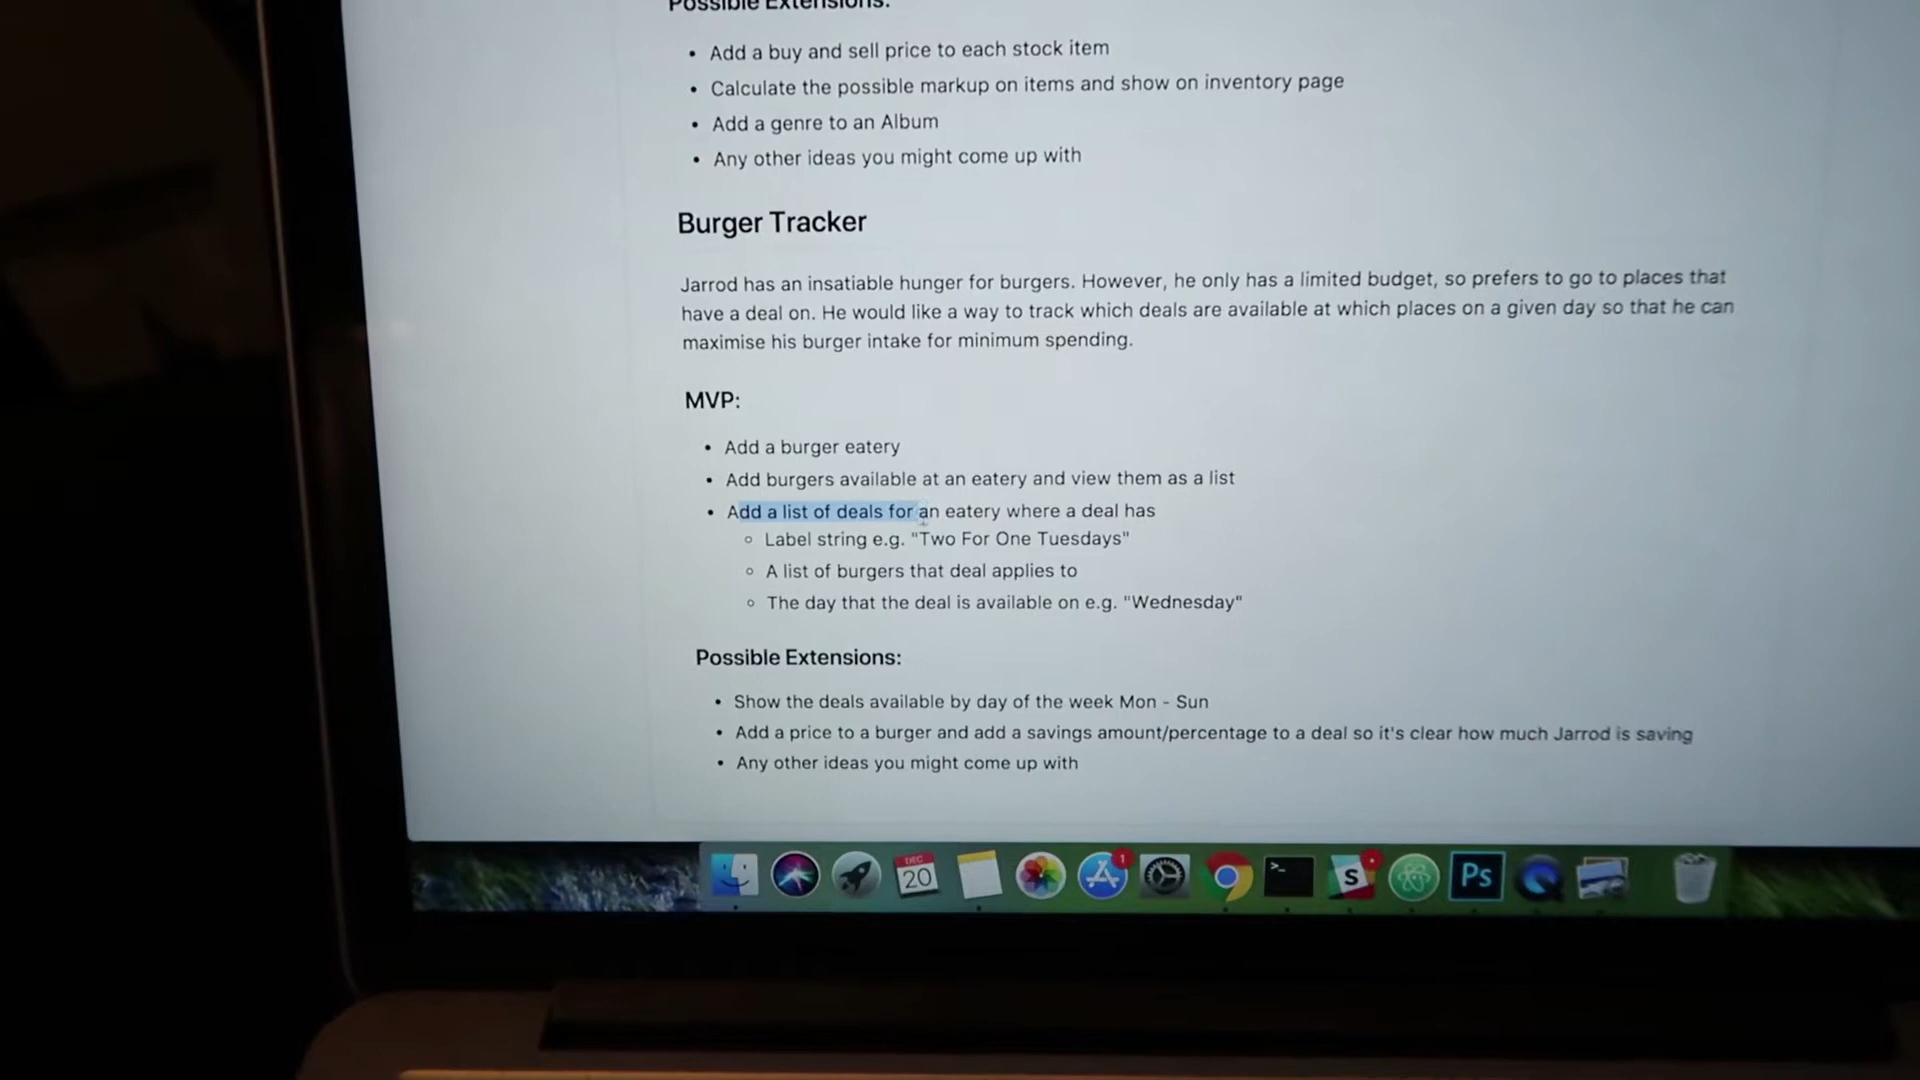 Possible Extensions:
• Add a buy and sell price to each stock item
• Calculate the possible markup on items and show on inventory page
• Add a genre to an Album
• Any other ideas you might come up with
Burger Tracker
Jarrod has an insatiable hunger for burgers. However, he only has a limited budget, so prefers to go to places that
have a deal on. He would like a way to track which deals are available at which places on a given day so that he can
maximise his burger intake for minimum spending.
MVP:
• Add a burger eatery
• Add burgers available at an eatery and view them as a list
• Add a list of deals for an eatery where a deal has
◦ Label string e.g. "Two For One Tuesdays"
◦ A list of burgers that deal applies to
◦ The day that the deal is available on e.g. "Wednesday"
Possible Extensions:
• Show the deals available by day of the week Mon - Sun
• Add a price to a burger and add a savings amount/percentage to a deal so it's clear how much Jarrod is saving
• Any other ideas you might come up with
DEC
20
1
>_
S
Ps